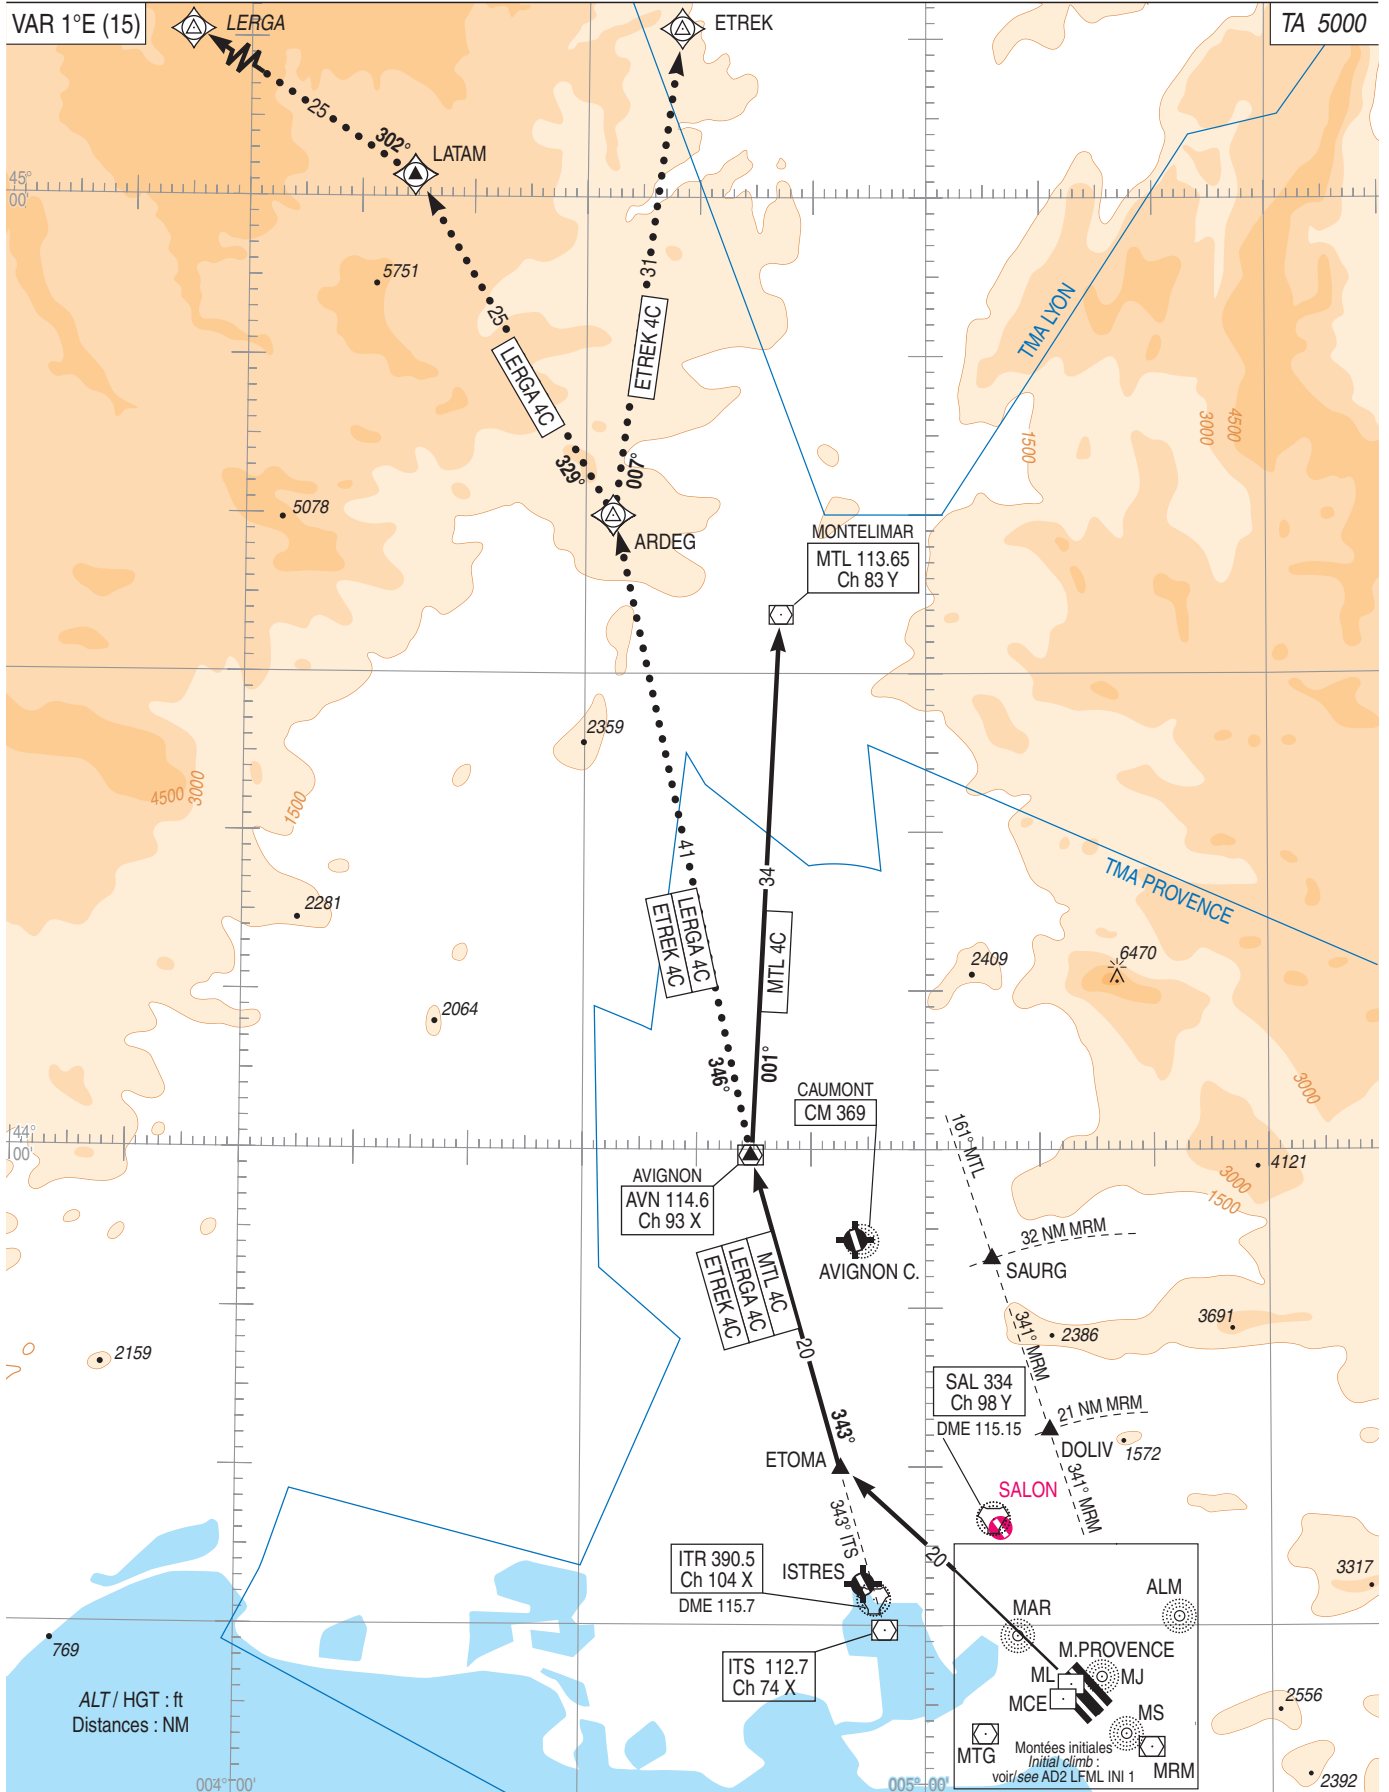 VAR 1°E (15)
LERGA
ETREK
TA 5000
25
302°
LATAM
45°
00'
5751
31
25
ETREK 4C
TMA LYON
LERGA 4C
3000
4500
1500
329°
007°
5078
ARDEG
MONTELIMAR
MTL 113.65
Ch 83 Y
2359
4500
3000
1500
41
34
TMA PROVENCE
2281
LERGA 4C
ETREK 4C
MTL 4C
2409
6470
2064
346°
001°
3000
CAUMONT
CM 369
161° MTL
44°
00'
4121
AVIGNON
AVN 114.6
Ch 93 X
3000
1500
32 NM MRM
AVIGNON C.
SAURG
MTL 4C
LERGA 4C
ETREK 4C
3691
2386
341° MRM
2159
20
SAL 334
Ch 98 Y
DME 115.15
21 NM MRM
343°
DOLIV
1572
ETOMA
341° MRM
SALON
343° ITS
20
ITR 390.5
Ch 104 X
DME 115.7
ISTRES
3317
ALM
MAR
769
M.PROVENCE
ML
MJ
ITS 112.7
Ch 74 X
MCE
ALT / HGT : ft
Distances : NM
MS
2556
MTG
Montées initiales
Initial climb :
voir/see AD2 LFML INI 1
MRM
004°00'
005°00'
2392